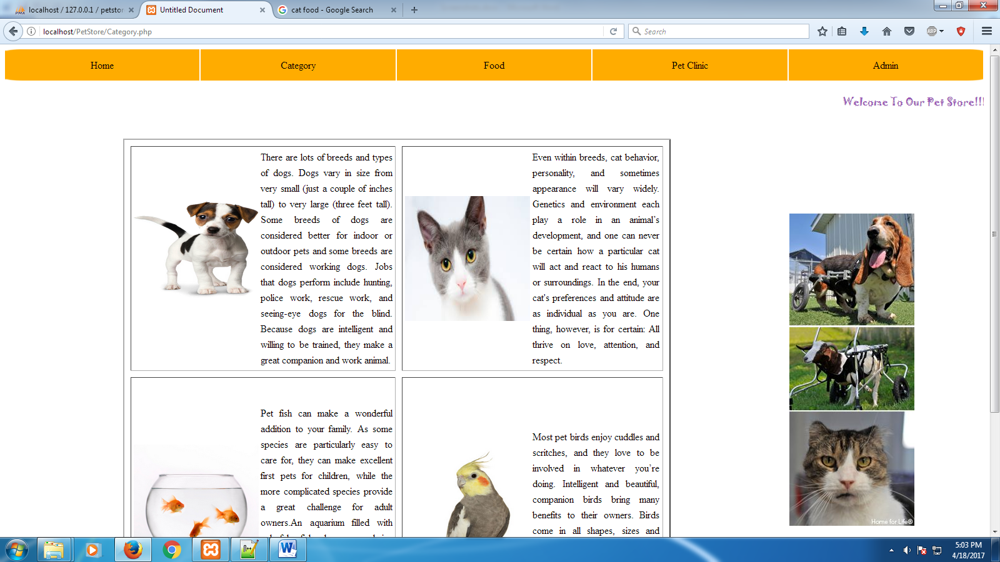 localhost / 127.0.0.1 / petstor
Untitled Document
cat food - Google Search
localhost/PetStore/Category.php
Search
ABP
Home
Category
Food
Pet Clinic
Admin
Welcome To Our Pet Store!!!
There are lots of breeds and types
of dogs. Dogs vary in size from
very small (just a couple of inches
tall) to very large (three feet tall).
Some breeds of dogs are
considered better for indoor or
outdoor pets and some breeds are
considered working dogs. Jobs
that dogs perform include hunting,
police work, rescue work, and
seeing-eye dogs for the blind.
Because dogs are intelligent and
willing to be trained, they make a
great companion and work animal.
Even within breeds, cat behavior,
personality, and sometimes
appearance will vary widely.
Genetics and environment each
play a role in an animal’s
development, and one can never
be certain how a particular cat
will act and react to his humans
or surroundings. In the end, your
cat's preferences and attitude are
as individual as you are. One
thing, however, is for certain: All
thrive on love, attention, and
respect.
Pet fish can make a wonderful
addition to your family. As some
species are particularly easy to
care for, they can make excellent
first pets for children, while the
more complicated species provide
a great challenge for adult
owners.An aquarium filled with
Most pet birds enjoy cuddles and
scritches, and they love to be
involved in whatever you’re
doing. Intelligent and beautiful,
companion birds bring many
benefits to their owners. Birds
come in all shapes, sizes and
Home for Life®
5:03 PM
4/18/2017